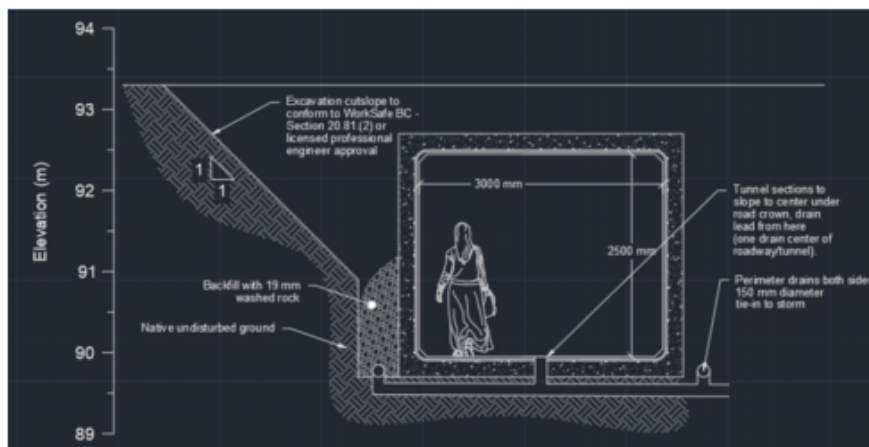 94
93
92
91
90
89
Elevation (m)
Excavation cutslope to
conform to WorkSafe BC -
Section 20.81.(2) or
licensed professional
engineer approval
1
1
3000 mm
2500 mm
Tunnel sections to
slope to center under
road crown, drain
lead from here
(one drain center of
roadway/tunnel).
Backfill with 19 mm
washed rock
Perimeter drains both side
150 mm diameter
tie-in to storm
Native undisturbed ground